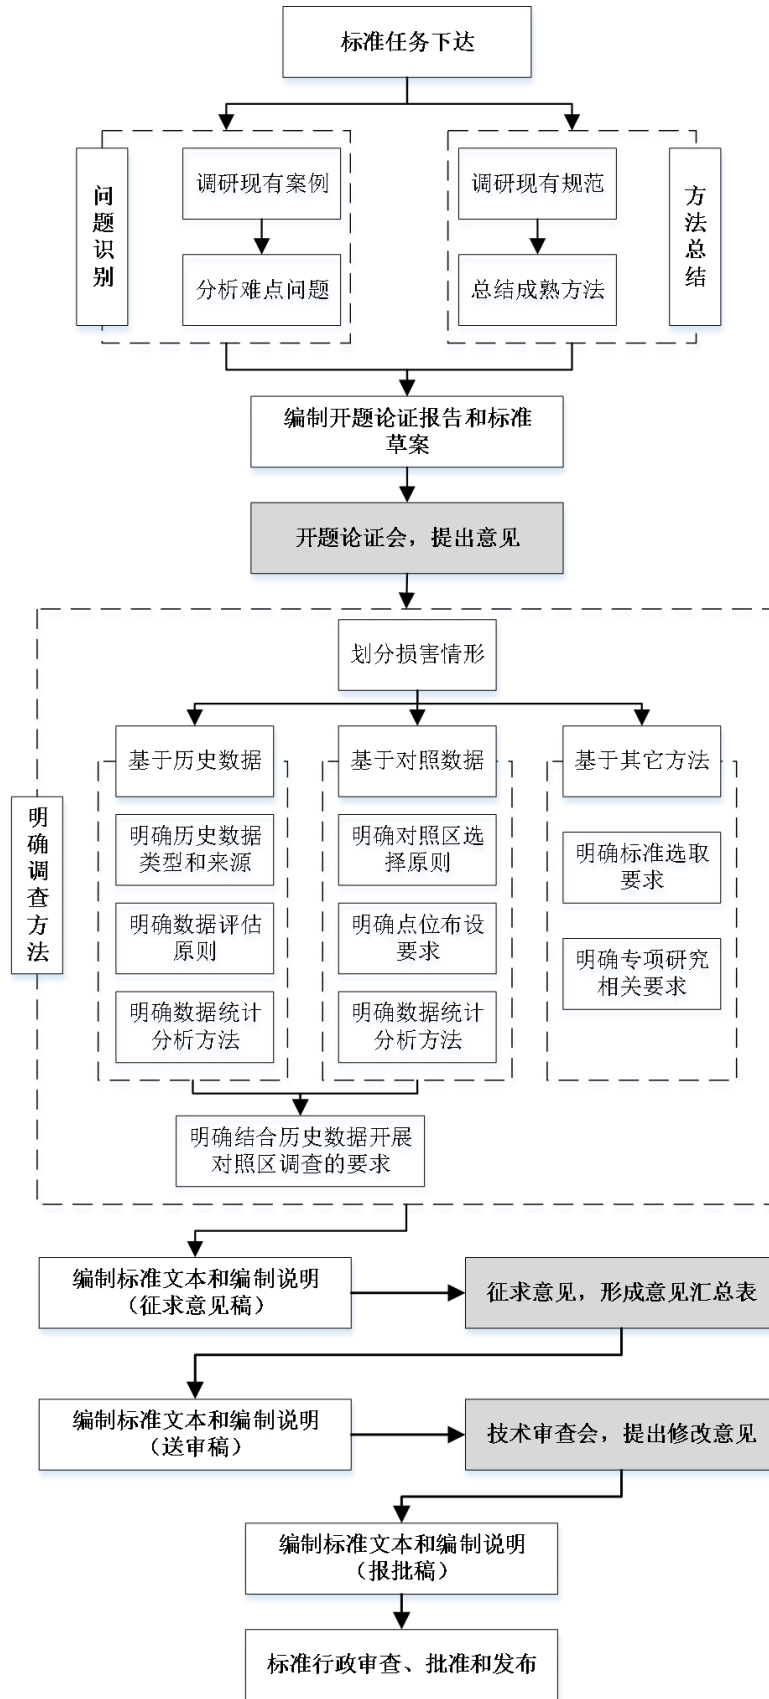 标准任务下达
问题识别
调研现有案例
分析难点问题
调研现有规范
总结成熟方法
方法总结
编制开题论证报告和标准
草案
开题论证会，提出意见
明确调查方法
划分损害情形
基于历史数据
明确历史数据
类型和来源
明确数据评估
原则
明确数据统计
分析方法
基于对照数据
明确对照区选
择原则
明确点位布设
要求
明确数据统计
分析方法
基于其它方法
明确标准选取
要求
明确专项研究
相关要求
明确结合历史数据开展
对照区调查的要求
编制标准文本和编制说明
（征求意见稿）
征求意见，形成意见汇总表
编制标准文本和编制说明
（送审稿）
技术审查会，提出修改意见
编制标准文本和编制说明
（报批稿）
标准行政审查、批准和发布